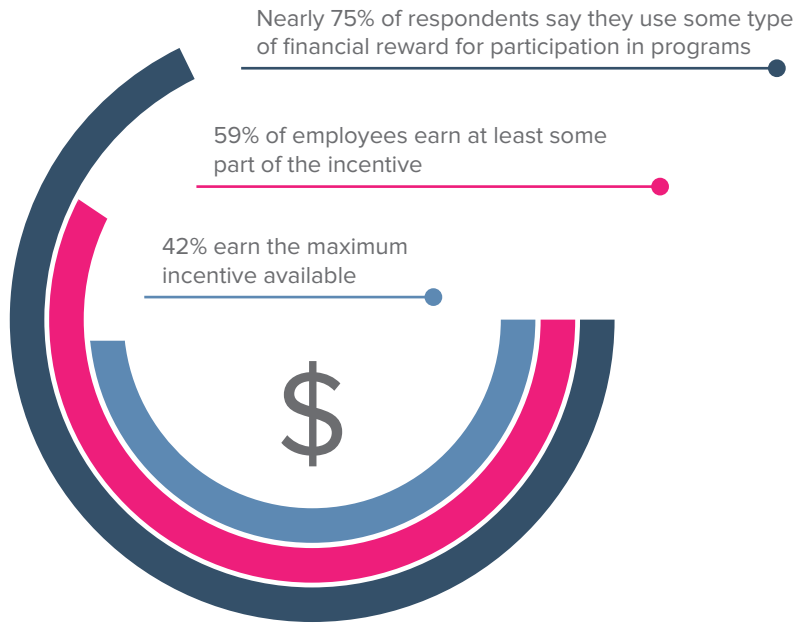 Nearly 75% of respondents say they use some type
of financial reward for participation in programs
59% of employees earn at least some
part of the incentive
42% earn the maximum
incentive available
$